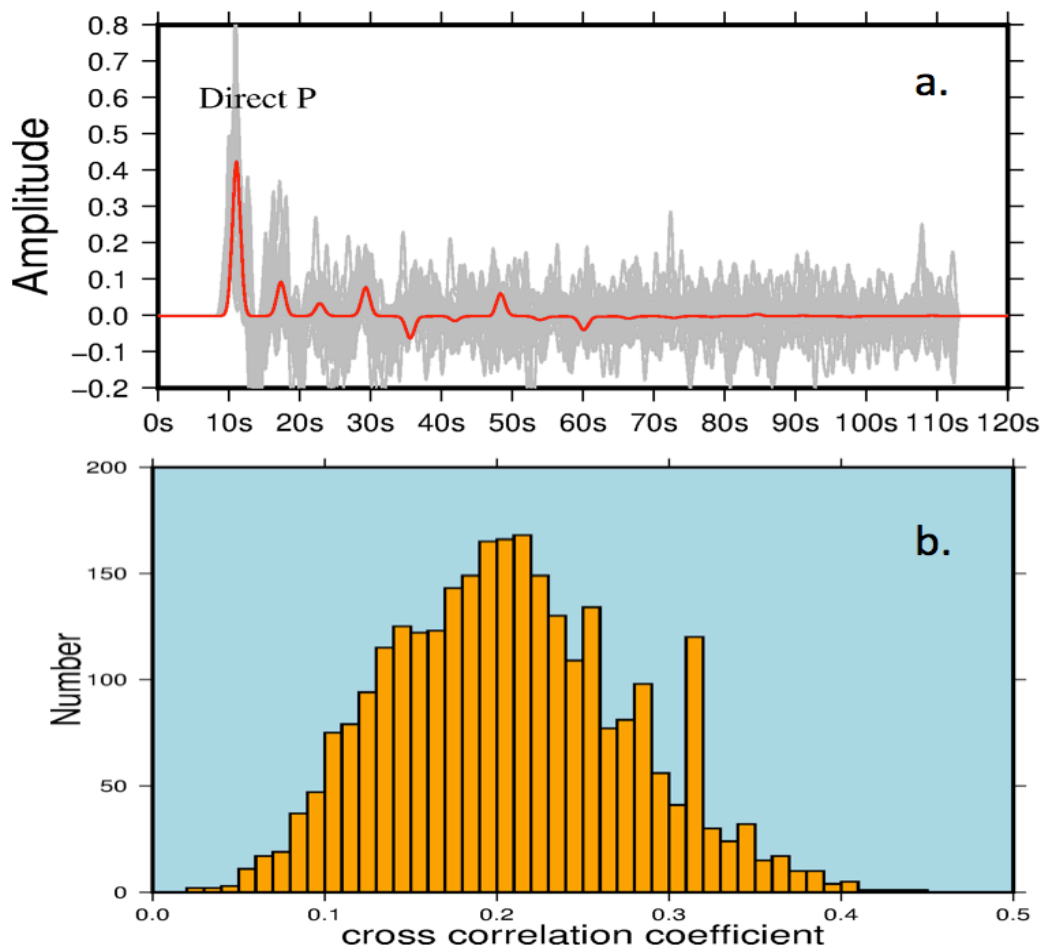 0.8
0.7
0.6
0.5
0.4
0.3
0.2
0.1
0.0
−0.1
−0.2
Amplitude
Direct P
a.
0s 10s 20s 30s 40s 50s 60s 70s 80s 90s 100s 110s 120s
200
150
100
50
0
Number
b.
0.0 0.1 0.2 0.3 0.4 0.5
cross correlation coefficient